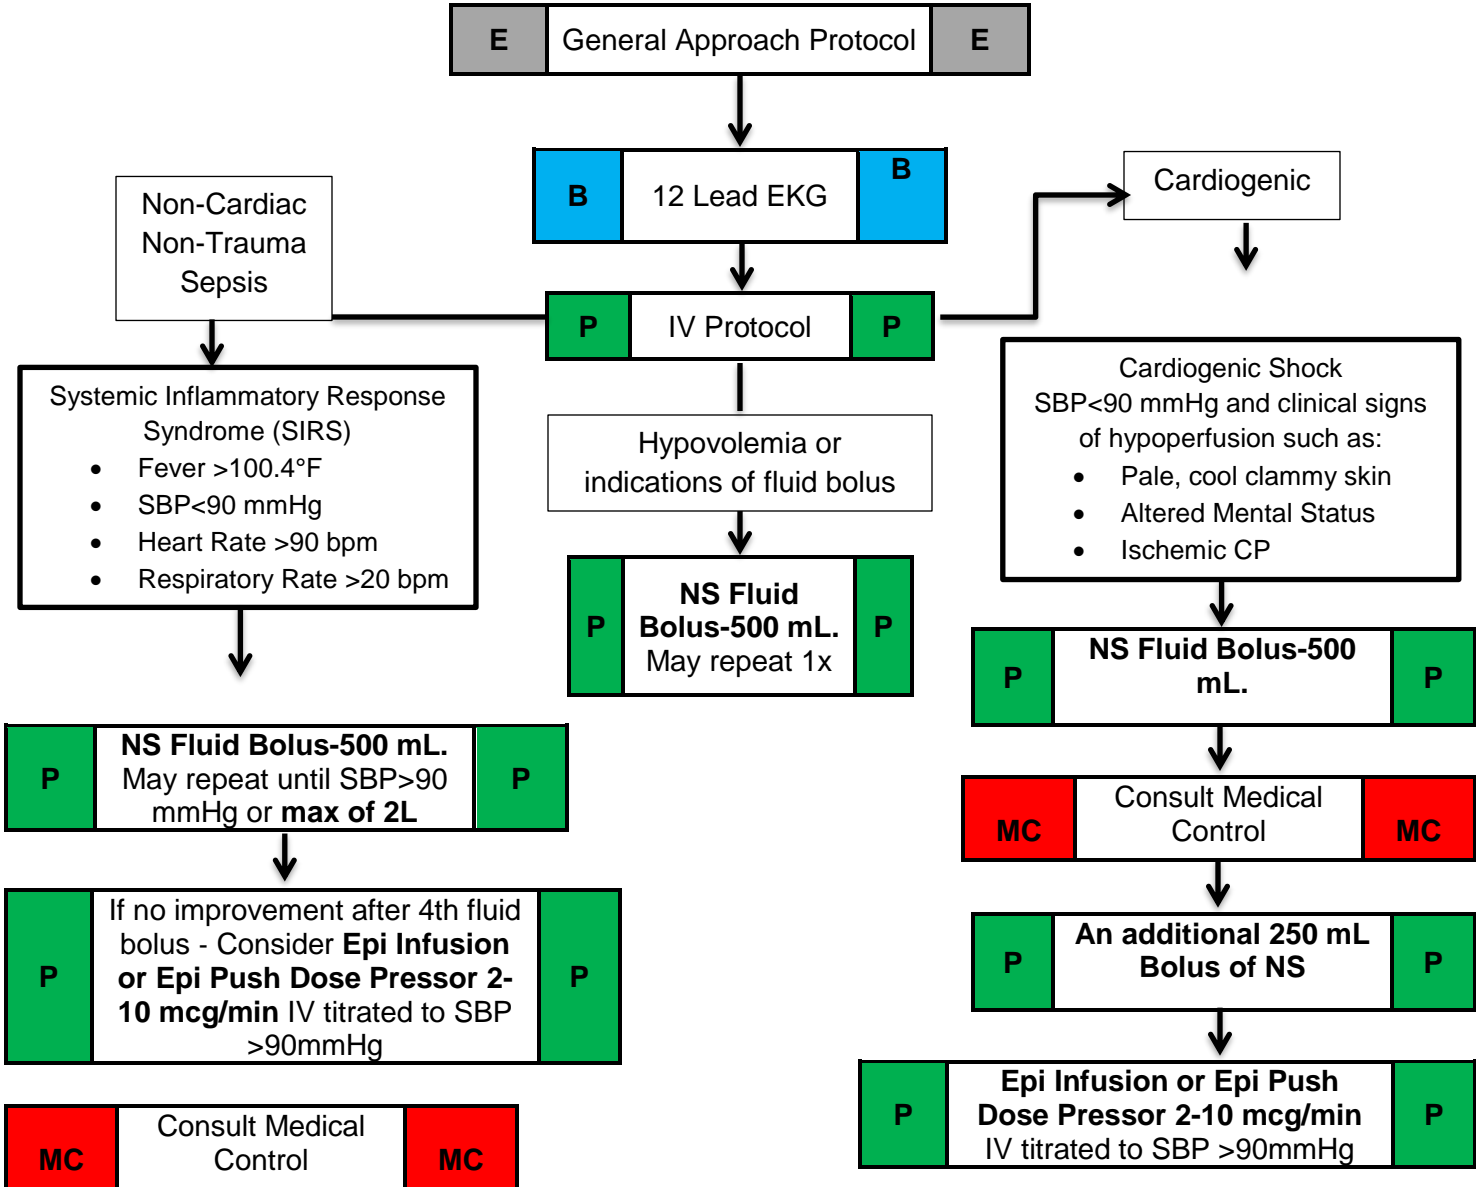 E General Approach Protocol E
B 12 Lead EKG B
P IV Protocol P
Non-Cardiac
Non-Trauma
Sepsis
Systemic Inflammatory Response
Syndrome (SIRS)
• Fever >100.4°F
• SBP<90 mmHg
• Heart Rate >90 bpm
• Respiratory Rate >20 bpm
P NS Fluid Bolus-500 mL. P
May repeat until SBP>90
mmHg or max of 2L
If no improvement after 4th fluid
bolus - Consider Epi Infusion
P or Epi Push Dose Pressor 2- P
10 mcg/min IV titrated to SBP
>90mmHg
Consult Medical
MC Control MC
Hypovolemia or
indications of fluid bolus
NS Fluid
P Bolus-500 mL. P
May repeat 1x
Cardiogenic
Cardiogenic Shock
SBP<90 mmHg and clinical signs
of hypoperfusion such as:
• Pale, cool clammy skin
• Altered Mental Status
• Ischemic CP
NS Fluid Bolus-500
P mL. P
Consult Medical
MC Control MC
An additional 250 mL
P Bolus of NS P
Epi Infusion or Epi Push
P Dose Pressor 2-10 mcg/min P
IV titrated to SBP >90mmHg